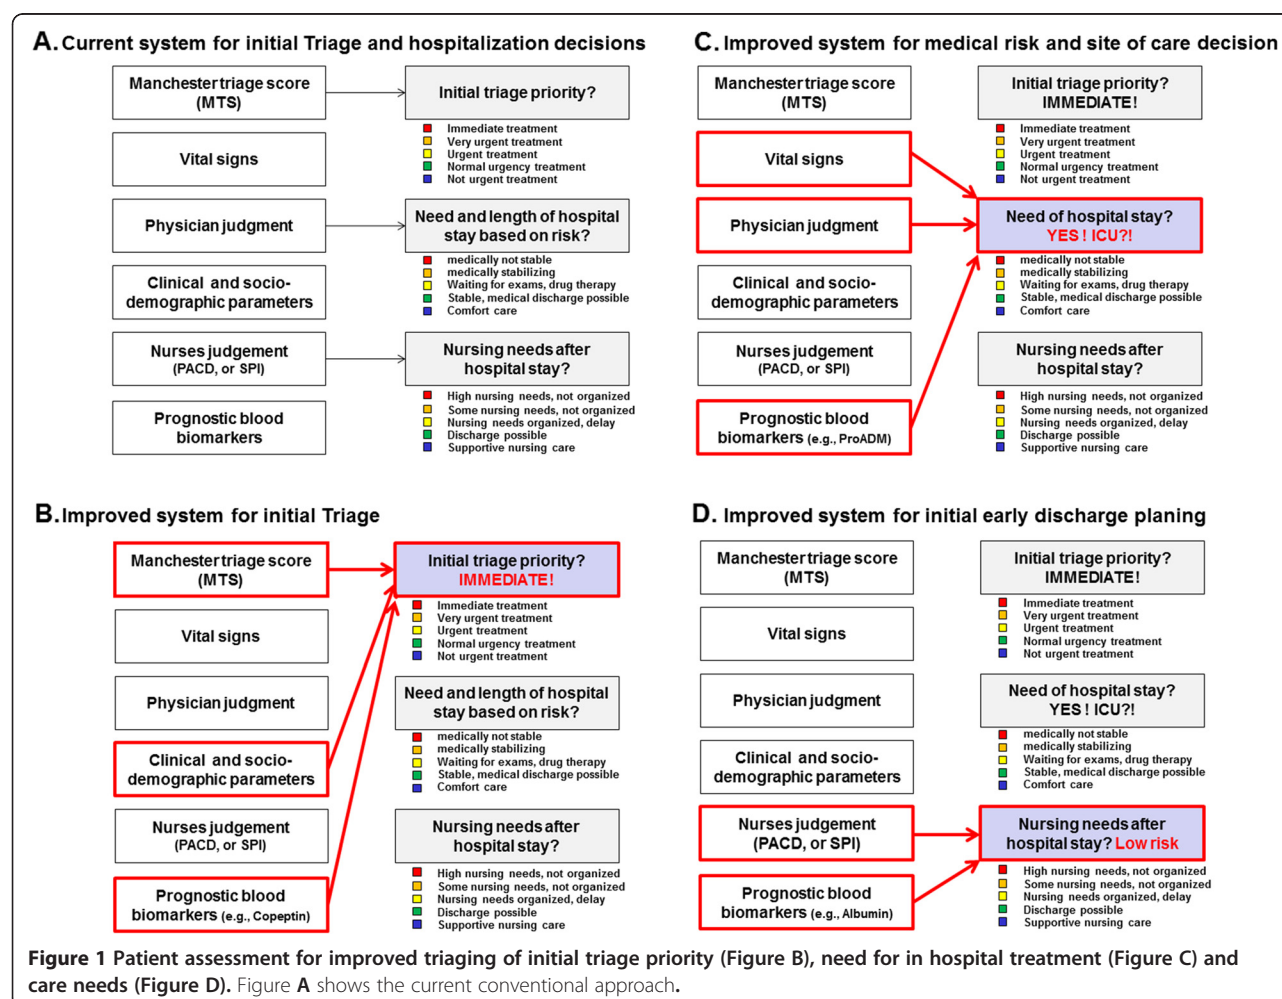 A. Current system for initial Triage and hospitalization decisions
Manchester triage score
(MTS)
Initial triage priority?
Immediate treatment
Very urgent treatment
Urgent treatment
Normal urgency treatment
Not urgent treatment
Vital signs
Physician judgment
Need and length of hospital
stay based on risk?
medically not stable
medically stabilizing
Waiting for exams, drug therapy
Stable, medical discharge possible
Comfort care
Clinical and socio-
demographic parameters
Nurses judgement
(PACD, or SPI)
Nursing needs after
hospital stay?
High nursing needs, not organized
Some nursing needs, not organized
Nursing needs organized, delay
Discharge possible
Supportive nursing care
Prognostic blood
biomarkers
B. Improved system for initial Triage
Manchester triage score
(MTS)
Initial triage priority?
IMMEDIATE!
Immediate treatment
Very urgent treatment
Urgent treatment
Normal urgency treatment
Not urgent treatment
Vital signs
Physician judgment
Need and length of hospital
stay based on risk?
medically not stable
medically stabilizing
Waiting for exams, drug therapy
Stable, medical discharge possible
Comfort care
Clinical and socio-
demographic parameters
Nurses judgement
(PACD, or SPI)
Nursing needs after
hospital stay?
High nursing needs, not organized
Some nursing needs, not organized
Nursing needs organized, delay
Discharge possible
Supportive nursing care
Prognostic blood
biomarkers (e.g., Copeptin)
C. Improved system for medical risk and site of care decision
Manchester triage score
(MTS)
Initial triage priority?
IMMEDIATE!
Immediate treatment
Very urgent treatment
Urgent treatment
Normal urgency treatment
Not urgent treatment
Vital signs
Physician judgment
Need of hospital stay?
YES ! ICU?!
medically not stable
medically stabilizing
Waiting for exams, drug therapy
Stable, medical discharge possible
Comfort care
Clinical and socio-
demographic parameters
Nurses judgement
(PACD, or SPI)
Nursing needs after
hospital stay?
High nursing needs, not organized
Some nursing needs, not organized
Nursing needs organized, delay
Discharge possible
Supportive nursing care
Prognostic blood
biomarkers (e.g., ProADM)
D. Improved system for initial early discharge planing
Manchester triage score
(MTS)
Initial triage priority?
IMMEDIATE!
Immediate treatment
Very urgent treatment
Urgent treatment
Normal urgency treatment
Not urgent treatment
Vital signs
Physician judgment
Need of hospital stay?
YES ! ICU?!
medically not stable
medically stabilizing
Waiting for exams, drug therapy
Stable, medical discharge possible
Comfort care
Clinical and socio-
demographic parameters
Nurses judgement
(PACD, or SPI)
Nursing needs after
hospital stay? Low risk
High nursing needs, not organized
Some nursing needs, not organized
Nursing needs organized, delay
Discharge possible
Supportive nursing care
Prognostic blood
biomarkers (e.g., Albumin)
Figure 1 Patient assessment for improved triaging of initial triage priority (Figure B), need for in hospital treatment (Figure C) and
care needs (Figure D). Figure A shows the current conventional approach.